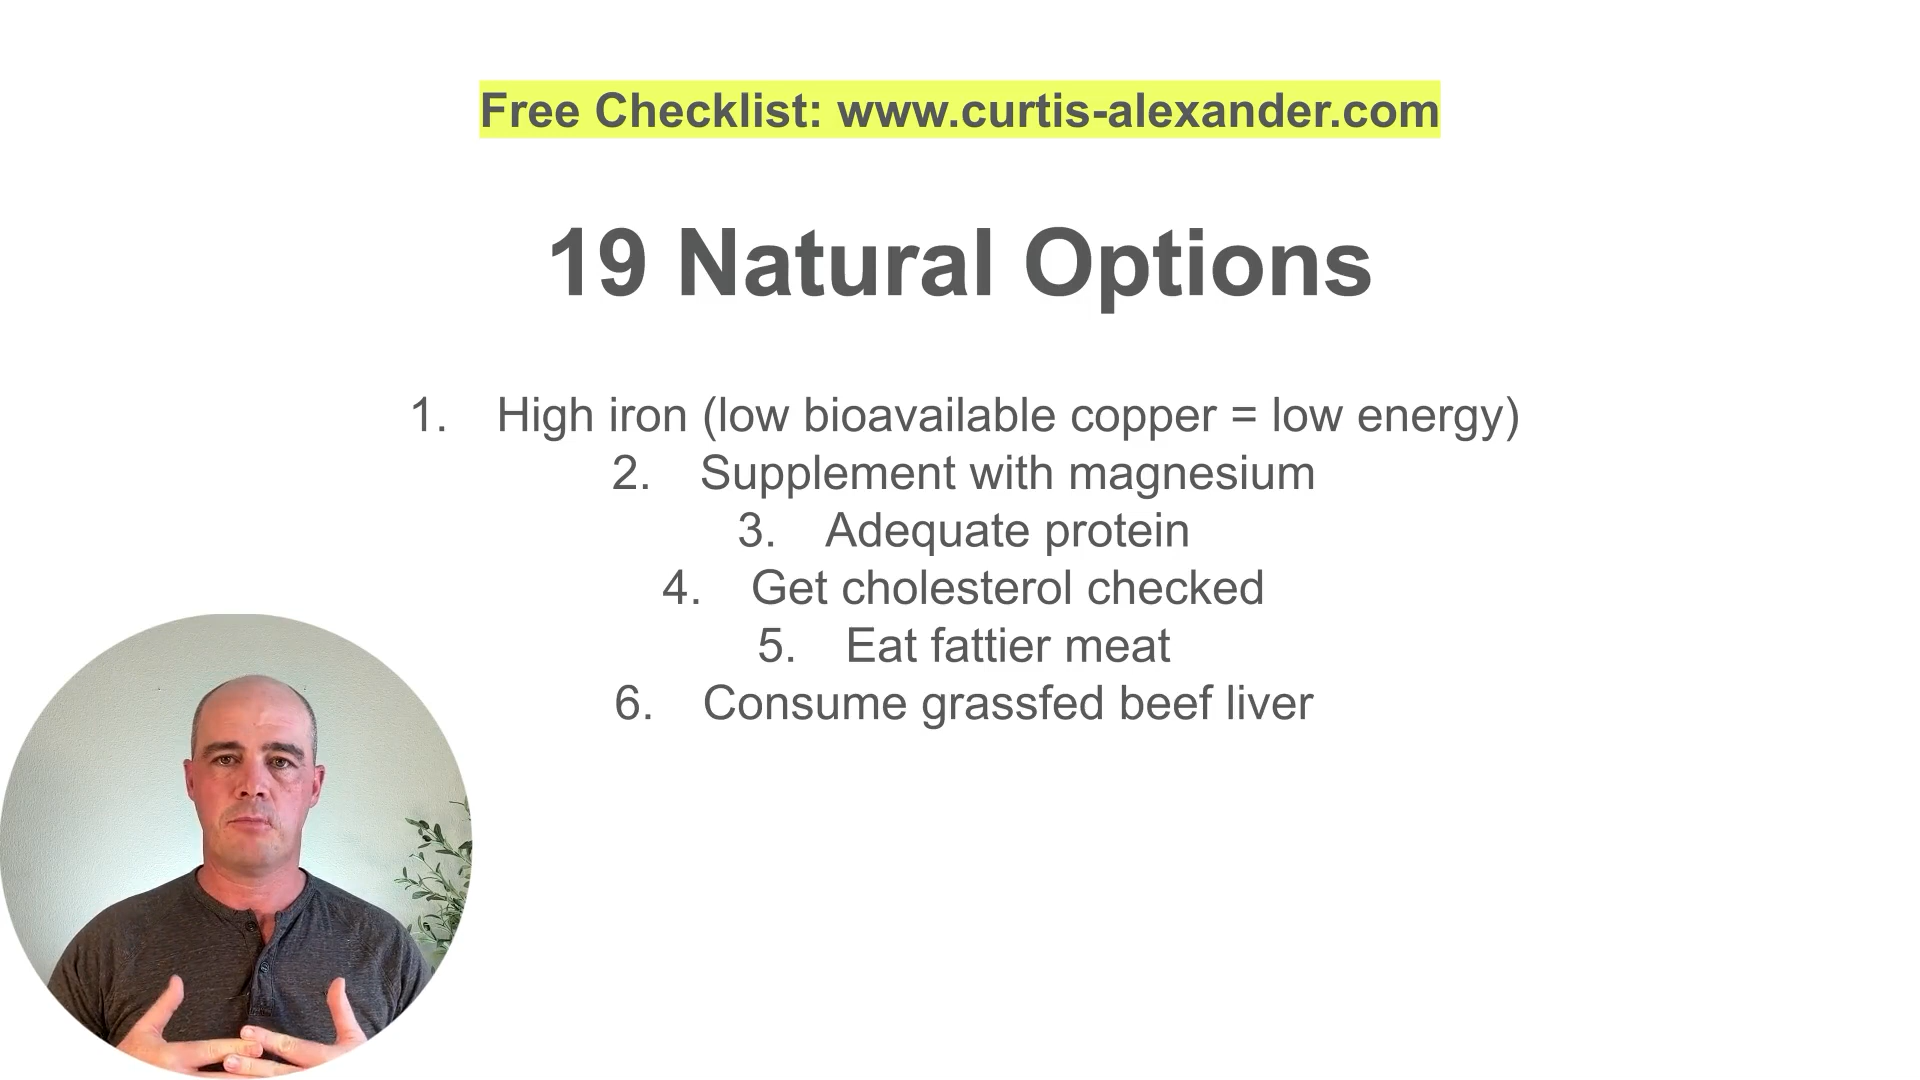 Free Checklist: www.curtis-alexander.com
19 Natural Options
1. High iron (low bioavailable copper = low energy)
2. Supplement with magnesium
3. Adequate protein
4. Get cholesterol checked
5. Eat fattier meat
6. Consume grassfed beef liver